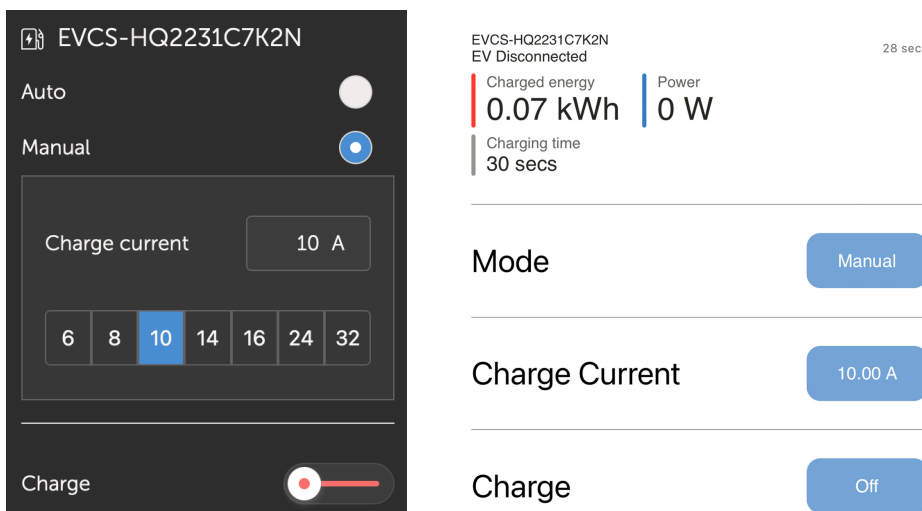 EVCS-HQ2231C7K2N
Auto
Manual
Charge current
10 A
6 8 10 14 16 24 32
Charge
EVCS-HQ2231C7K2N
EV Disconnected
28 sec
Charged energy
0.07 kWh
Power
0 W
Charging time
30 secs
Mode
Manual
Charge Current
10.00 A
Charge
Off